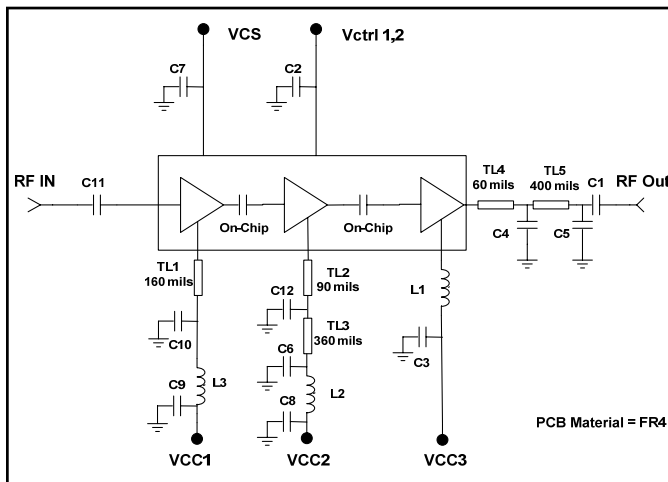 VCS
Vctrl 1,2
C7
C2
RF IN
C11
On-Chip
On-Chip
TL4
60 mils
TL5
400 mils
C1
RF Out
C4
C5
TL1
160 mils
TL2
90 mils
C12
L1
TL3
360 mils
C10
C3
C6
C9
L3
L2
C8
PCB Material = FR4
VCC1
VCC2
VCC3